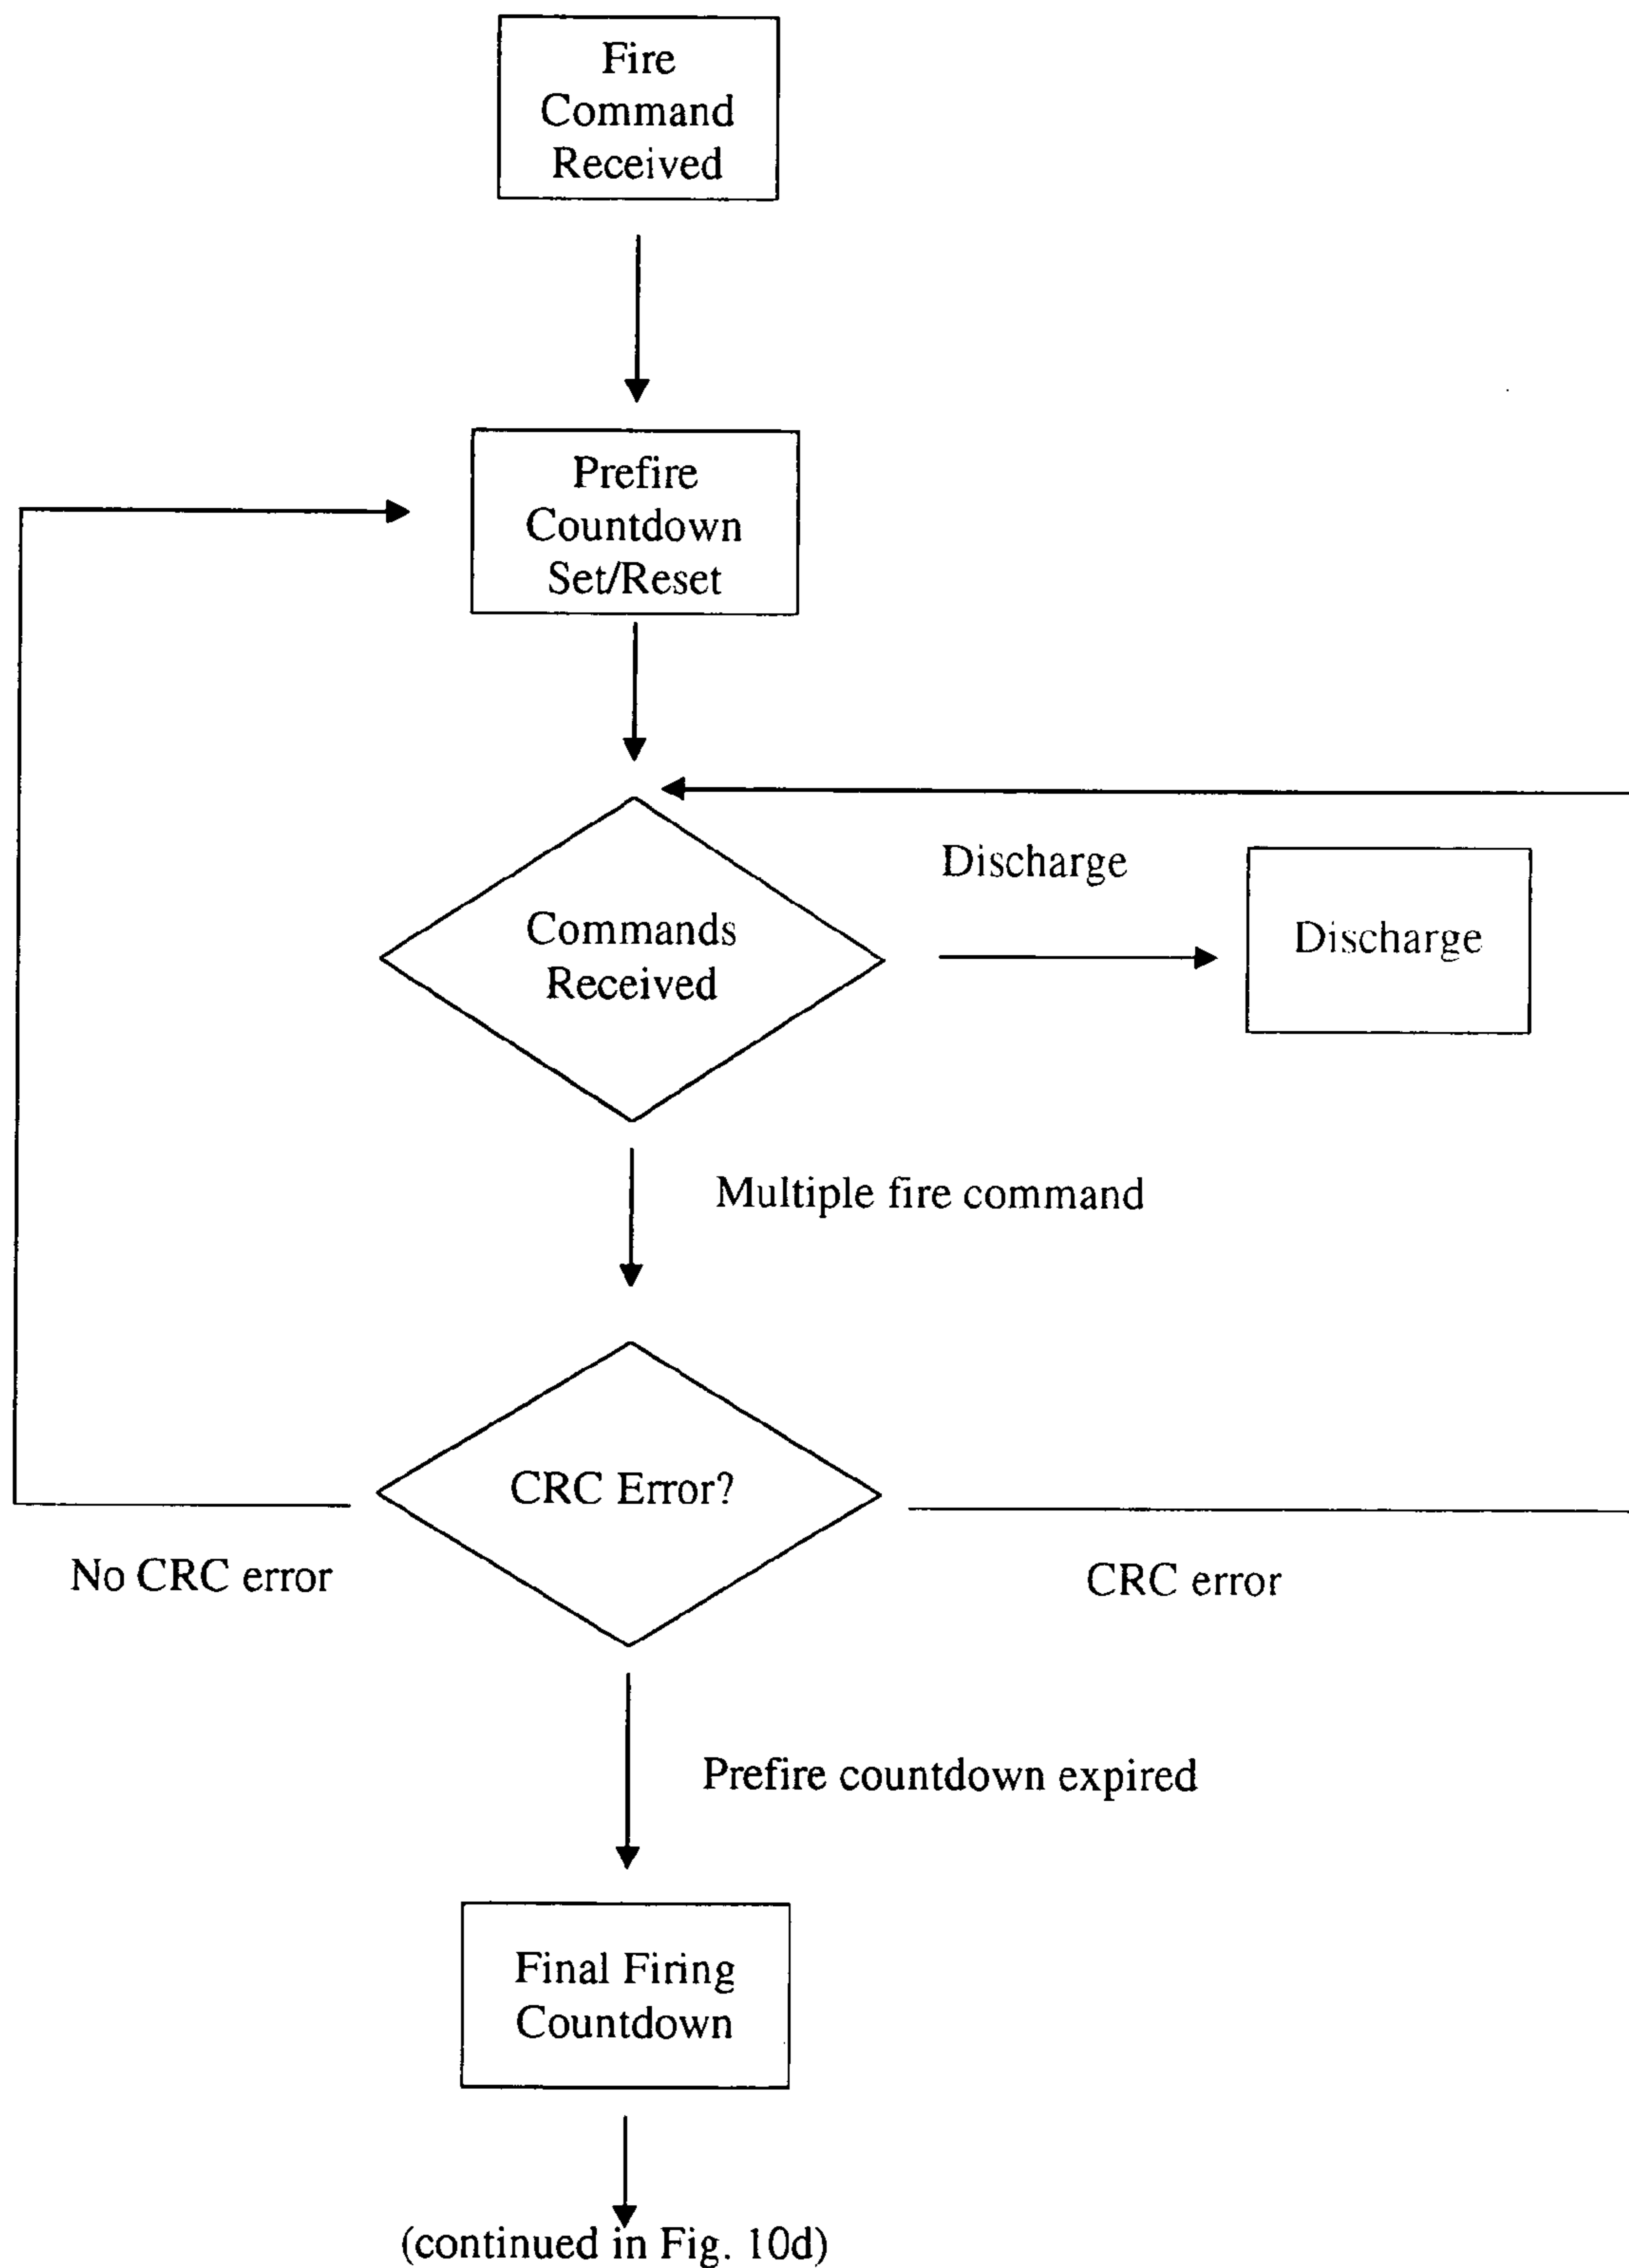 Fire
Command
Received
Prefire
Countdown
Set/Reset
Discharge
Commands
Received
Discharge
Multiple fire command
CRC Error?
No CRC error
CRC error
Prefire countdown expired
Final Firing
Countdown
(continued in Fig. 10d)